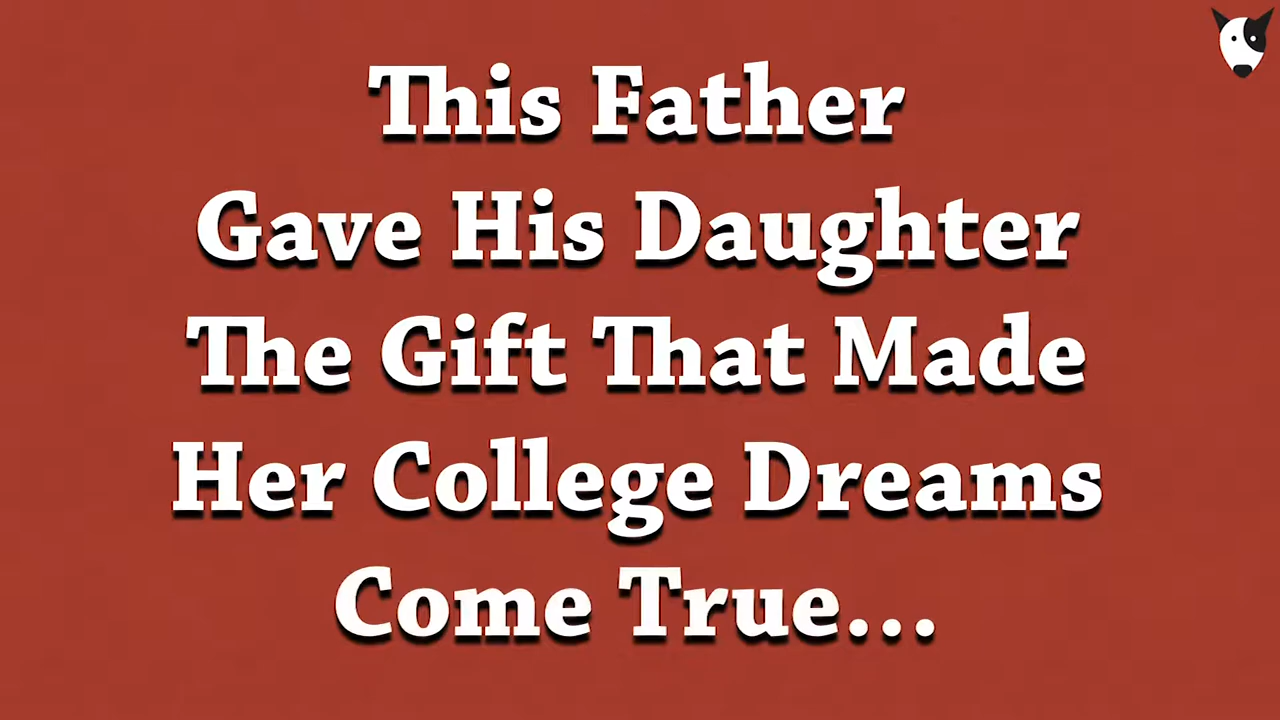 This Father
Gave His Daughter
The Gift That Made
Her College Dreams
Come True...